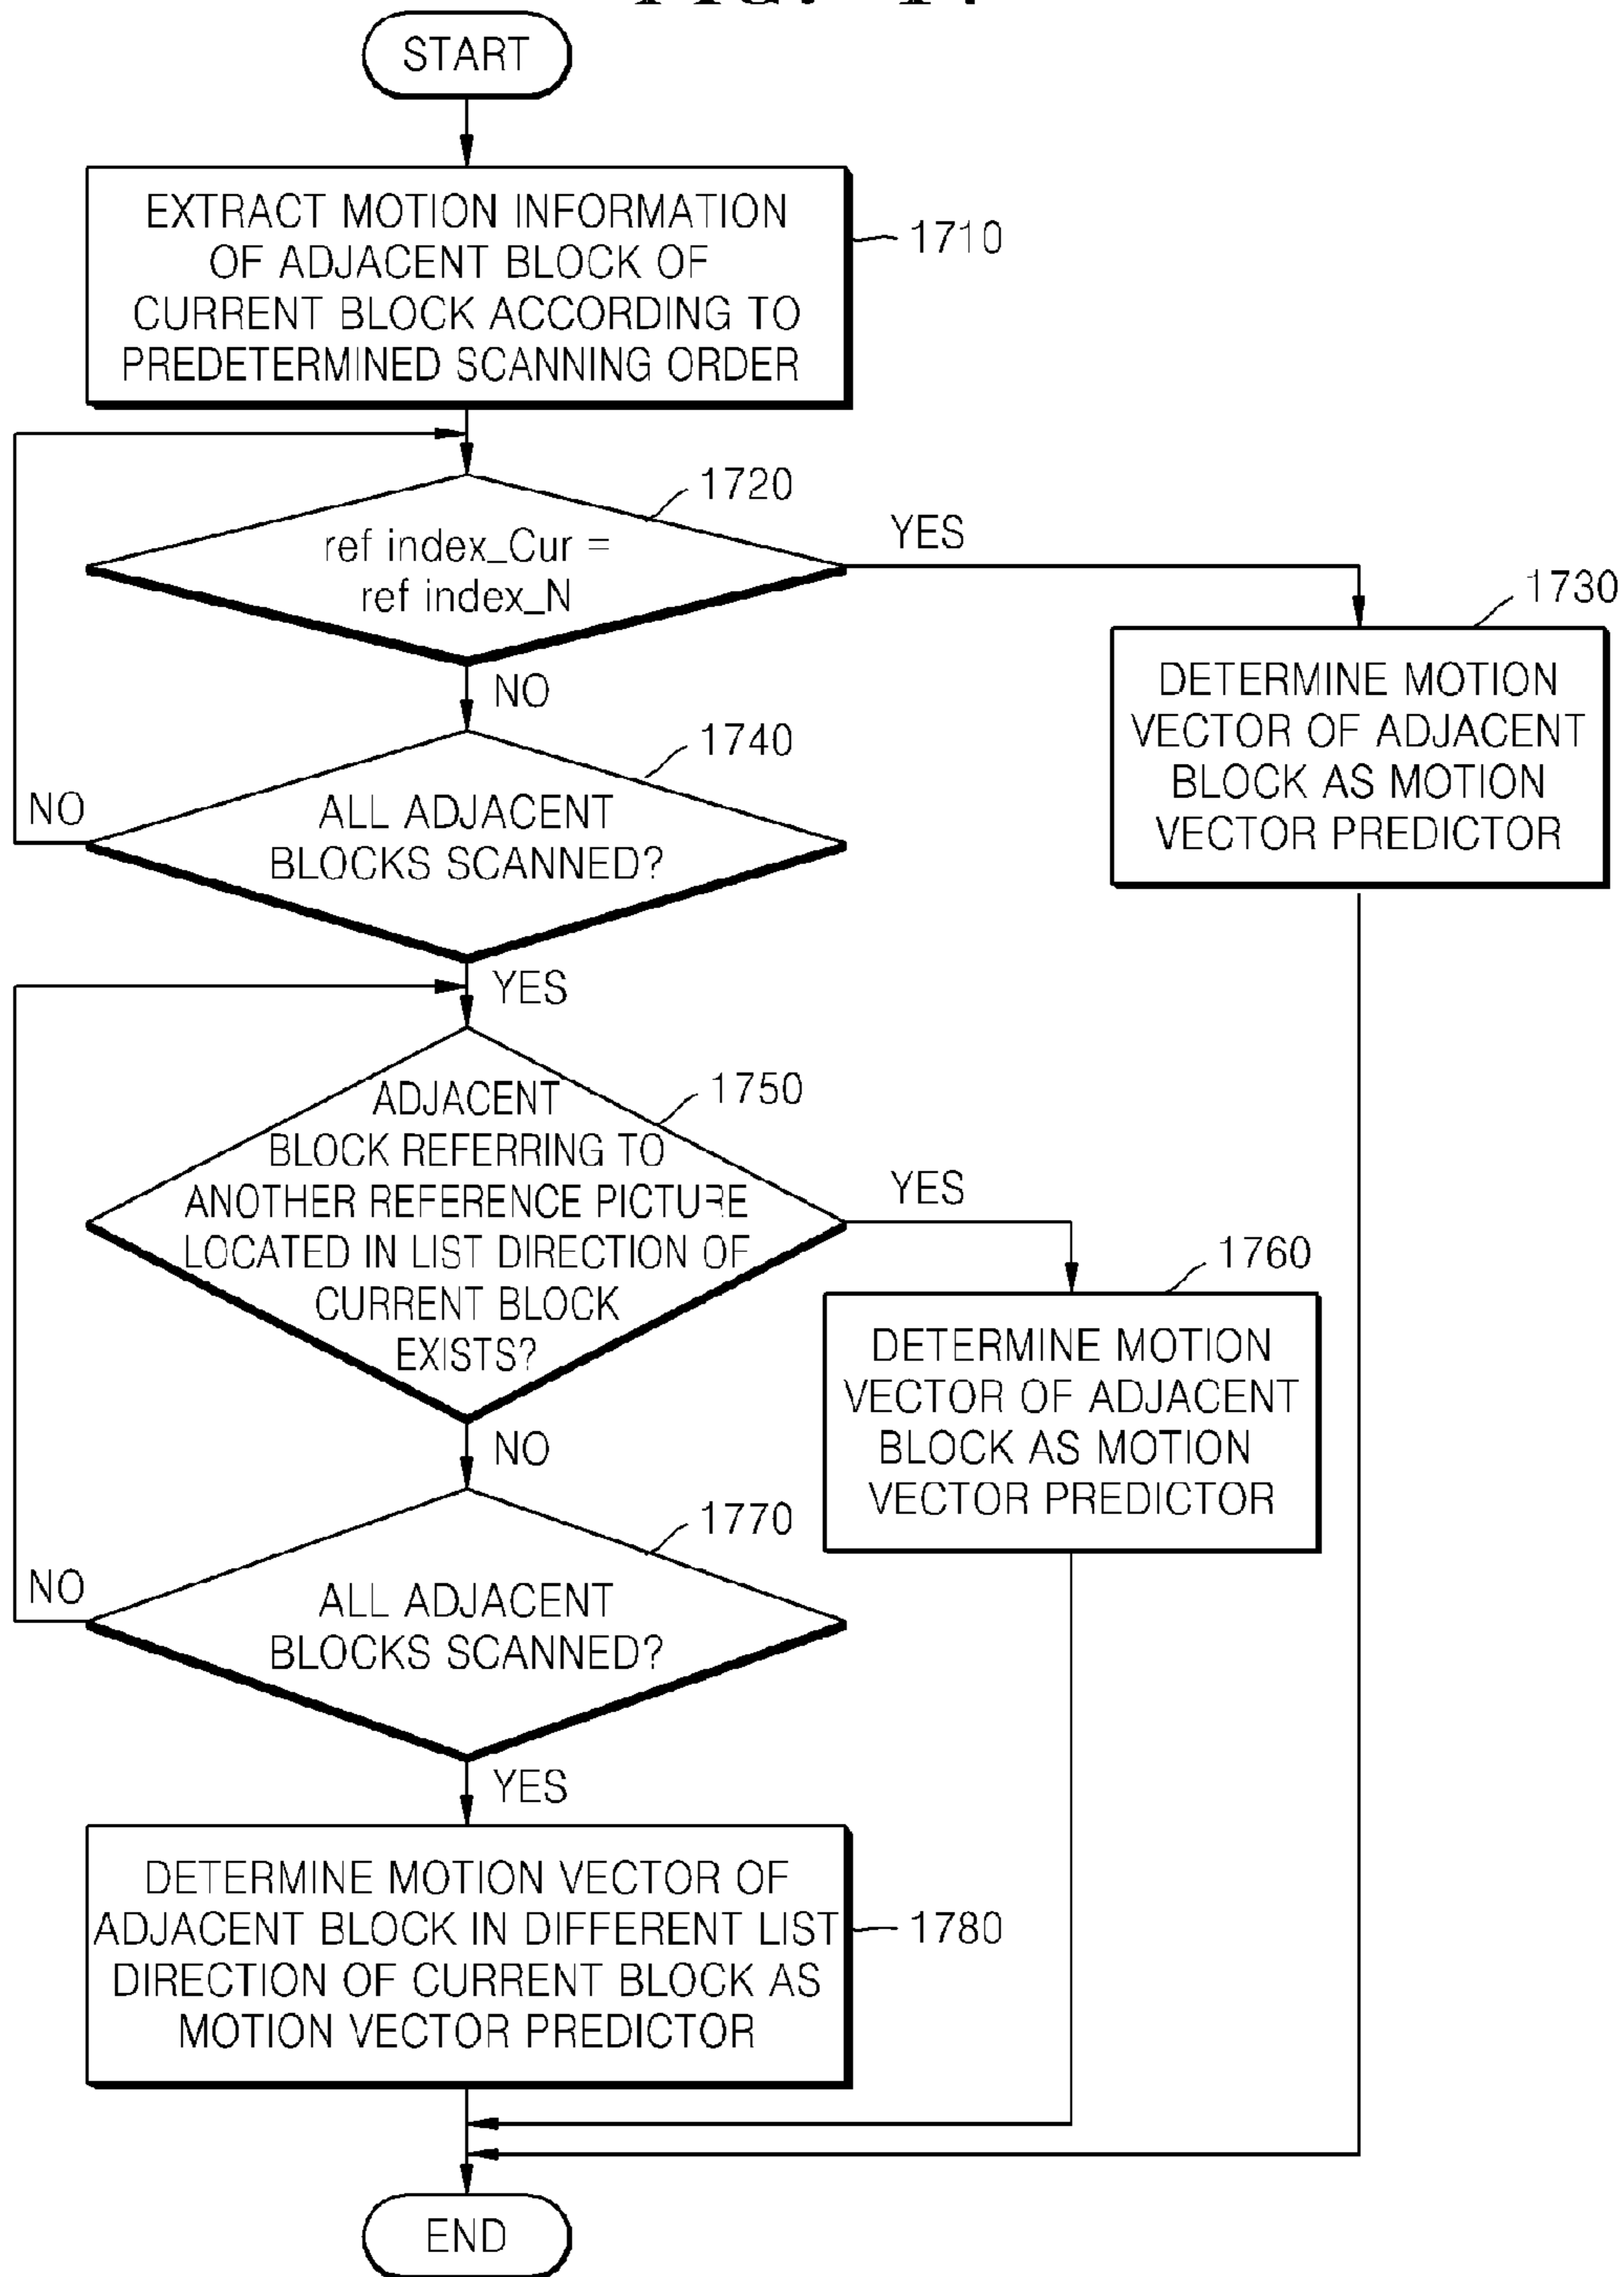 START
EXTRACT MOTION INFORMATION
OF ADJACENT BLOCK OF
CURRENT BLOCK ACCORDING TO
PREDETERMINED SCANNING ORDER
1710
1720
ref index_Cur =
ref index_N
YES
NO
1730
DETERMINE MOTION
VECTOR OF ADJACENT
BLOCK AS MOTION
VECTOR PREDICTOR
1740
ALL ADJACENT
BLOCKS SCANNED?
NO
YES
1750
ADJACENT
BLOCK REFERRING TO
ANOTHER REFERENCE PICTURE
LOCATED IN LIST DIRECTION OF
CURRENT BLOCK
EXISTS?
YES
NO
1760
DETERMINE MOTION
VECTOR OF ADJACENT
BLOCK AS MOTION
VECTOR PREDICTOR
1770
ALL ADJACENT
BLOCKS SCANNED?
NO
YES
DETERMINE MOTION VECTOR OF
ADJACENT BLOCK IN DIFFERENT LIST
DIRECTION OF CURRENT BLOCK AS
MOTION VECTOR PREDICTOR
1780
END